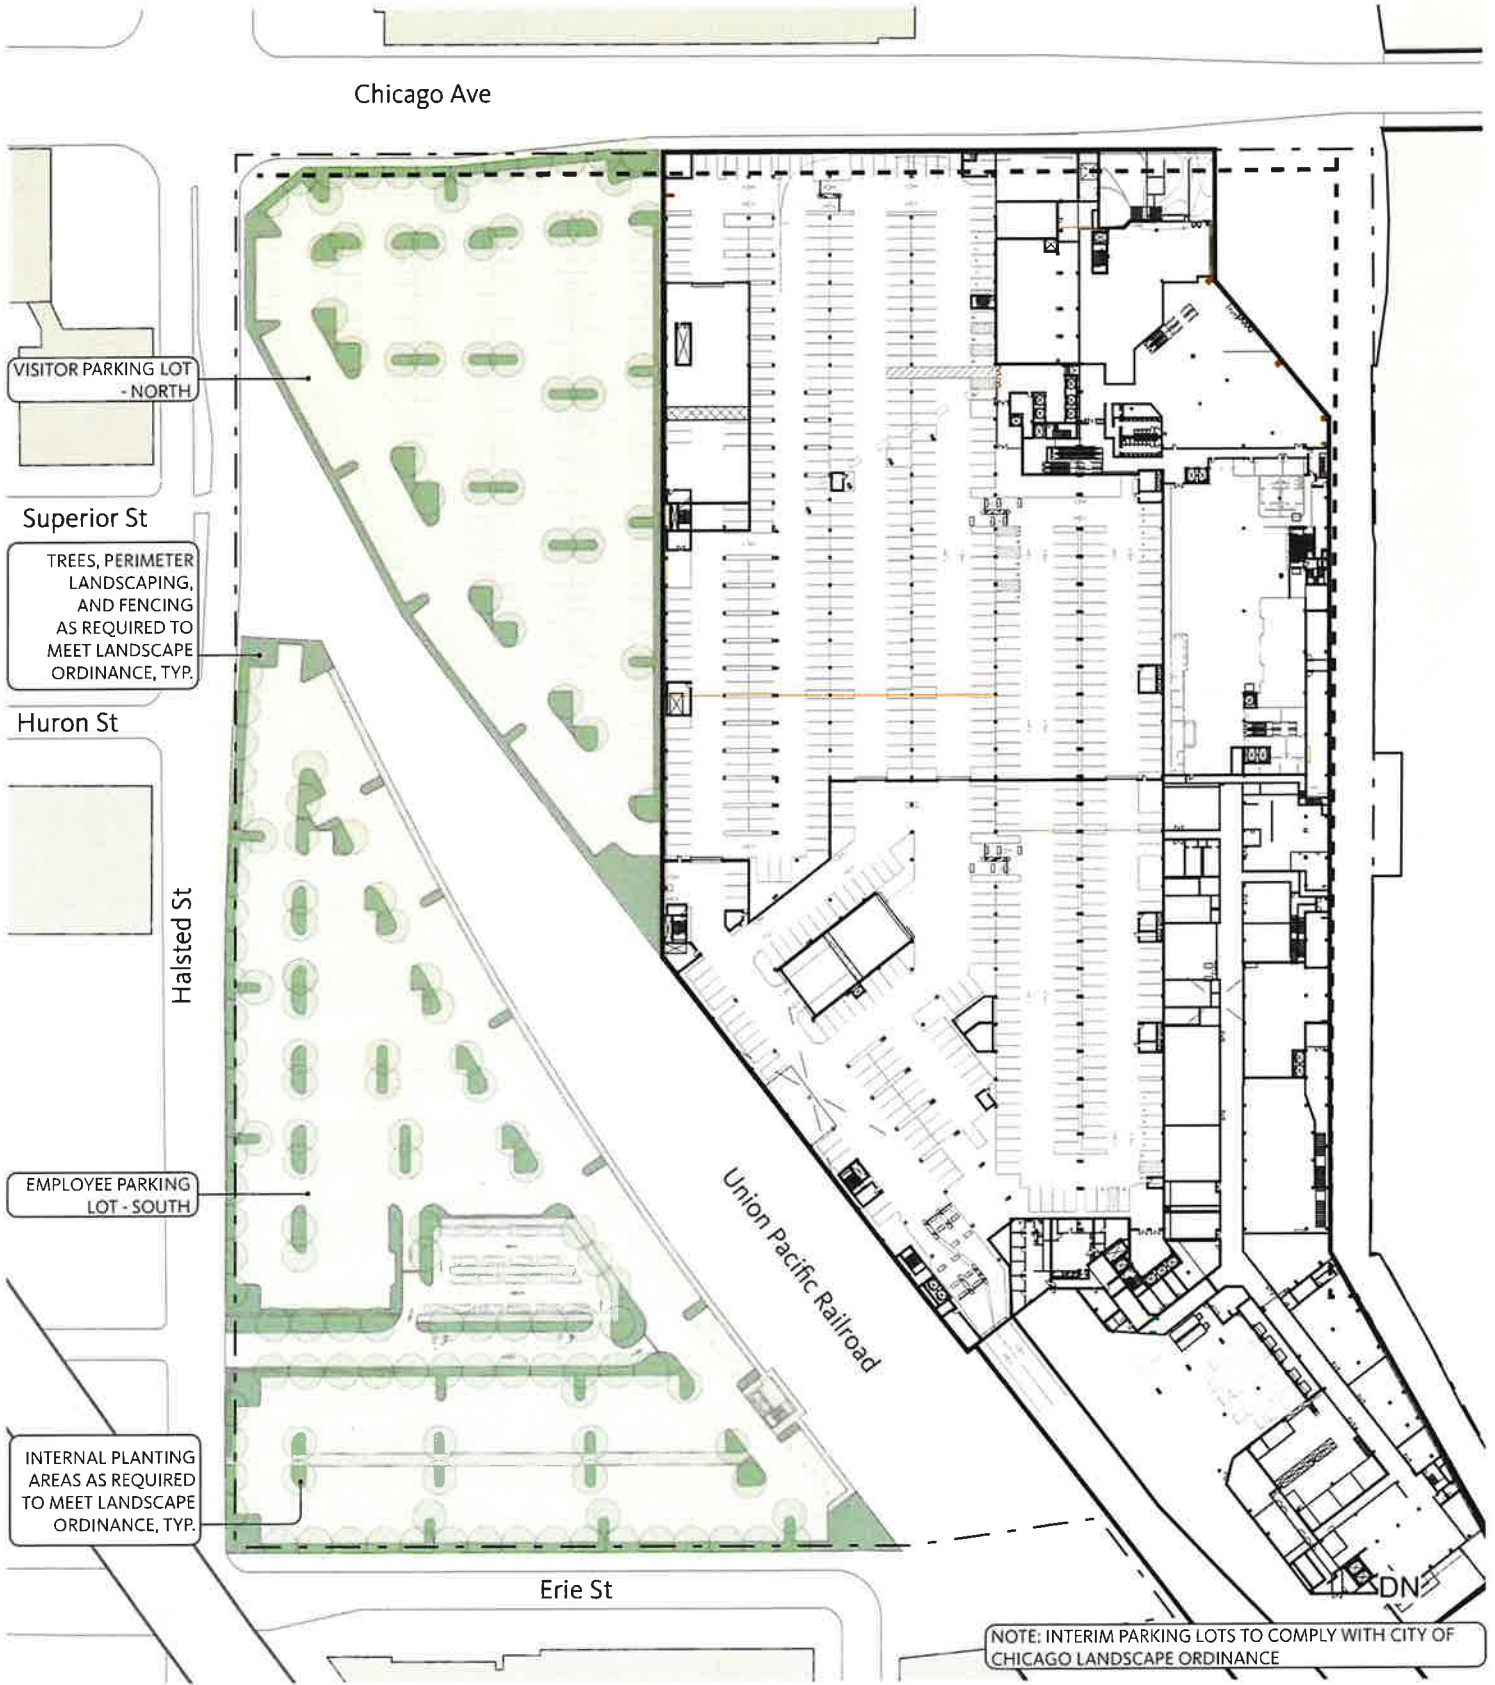 Chicago Ave
VISITOR PARKING LOT
- NORTH
Superior St
TREES, PERIMETER
LANDSCAPING,
AND FENCING
AS REQUIRED TO
MEET LANDSCAPE
ORDINANCE, TYP.
Huron St
Halsted St
EMPLOYEE PARKING
LOT - SOUTH
Union Pacific Railroad
INTERNAL PLANTING
AREAS AS REQUIRED
TO MEET LANDSCAPE
ORDINANCE, TYP.
Erie St
DN
NOTE: INTERIM PARKING LOTS TO COMPLY WITH CITY OF
CHICAGO LANDSCAPE ORDINANCE